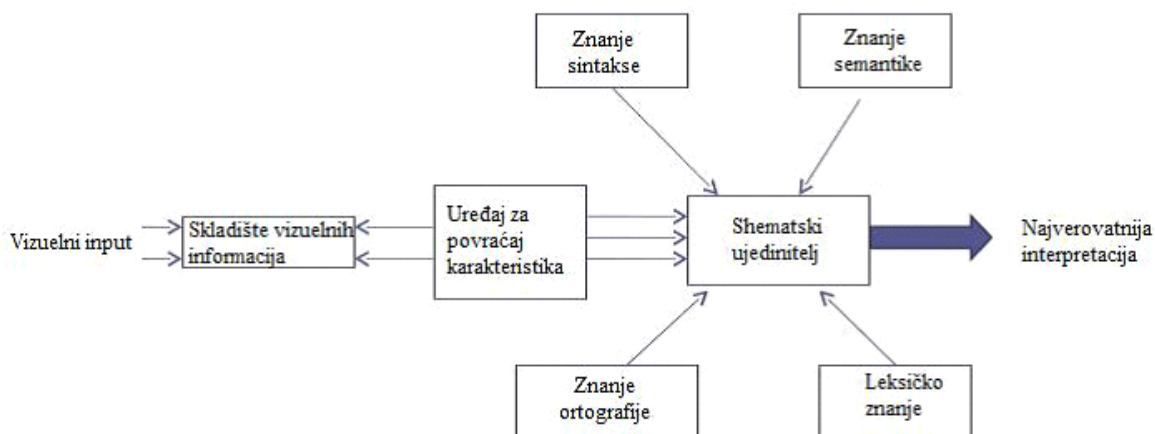 Znanje
sintakse
Znanje
semantike
Vizuelni input
Skladište vizuelnih
informacija
Uređaj za
povraćaj
karakteristika
Shematski
ujedinitelj
Najverovatnija
interpretacija
Znanje
ortografije
Leksičko
znanje